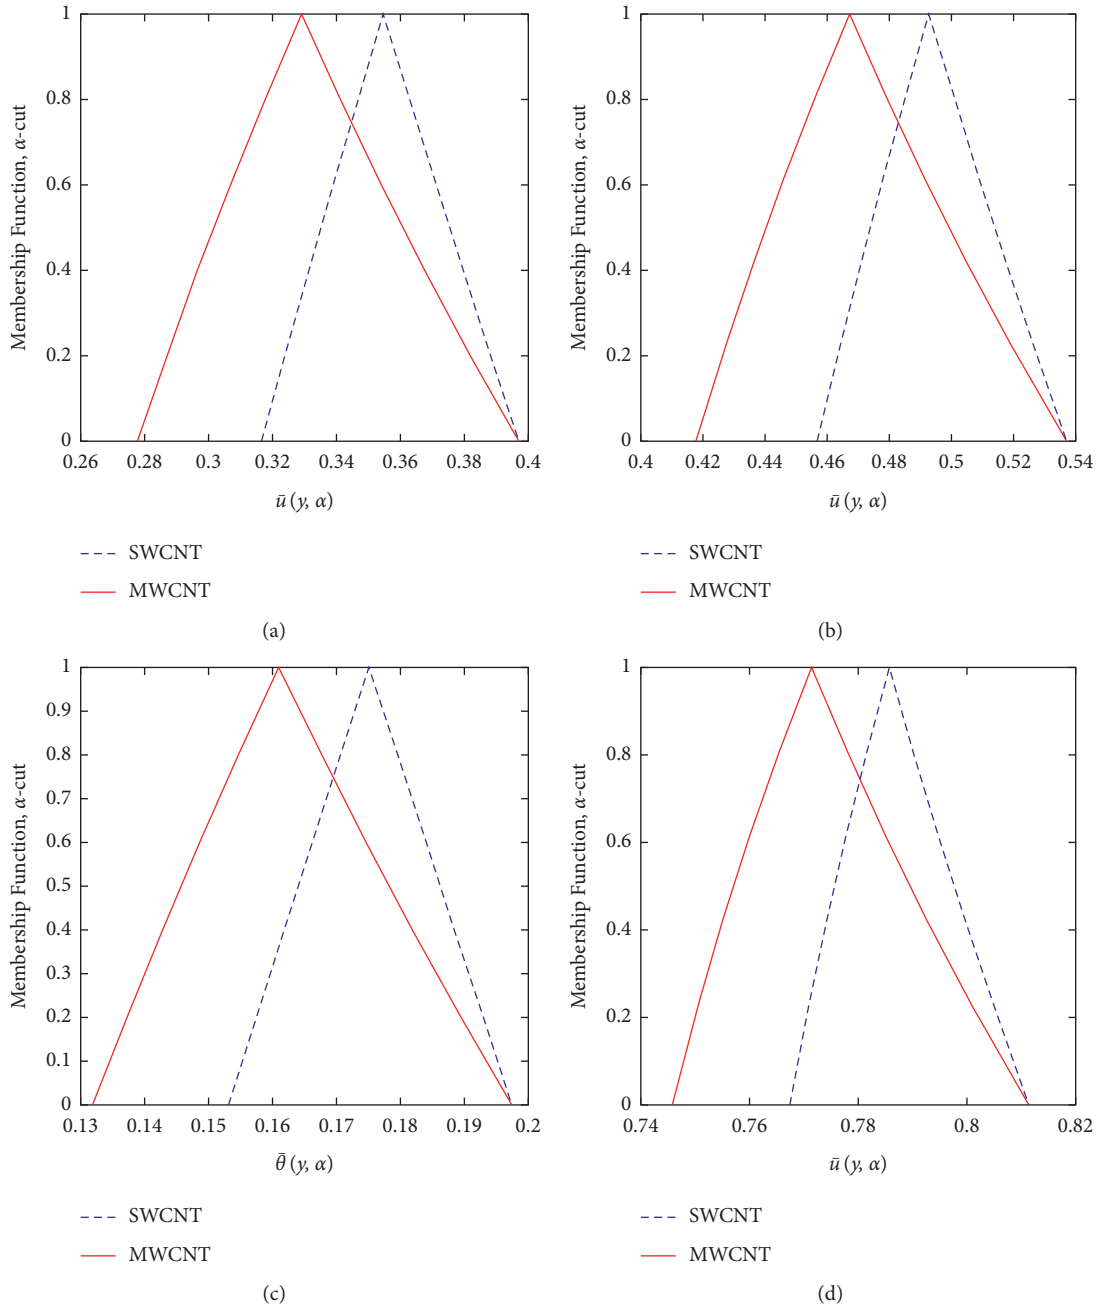 1
0.8
0.6
0.4
0.2
0
Membership Function, α-cut
0.26 0.28 0.3 0.32 0.34 0.36 0.38 0.4
ū (y, α)
SWCNT
MWCNT
(a)
1
0.8
0.6
0.4
0.2
0
Membership Function, α-cut
0.4 0.42 0.44 0.46 0.48 0.5 0.52 0.54
ū (y, α)
SWCNT
MWCNT
(b)
1
0.9
0.8
0.7
0.6
0.5
0.4
0.3
0.2
0.1
0
Membership Function, α-cut
0.13 0.14 0.15 0.16 0.17 0.18 0.19 0.2
θ̄ (y, α)
SWCNT
MWCNT
(c)
1
0.8
0.6
0.4
0.2
0
Membership Function, α-cut
0.74 0.76 0.78 0.8 0.82
ū (y, α)
SWCNT
MWCNT
(d)